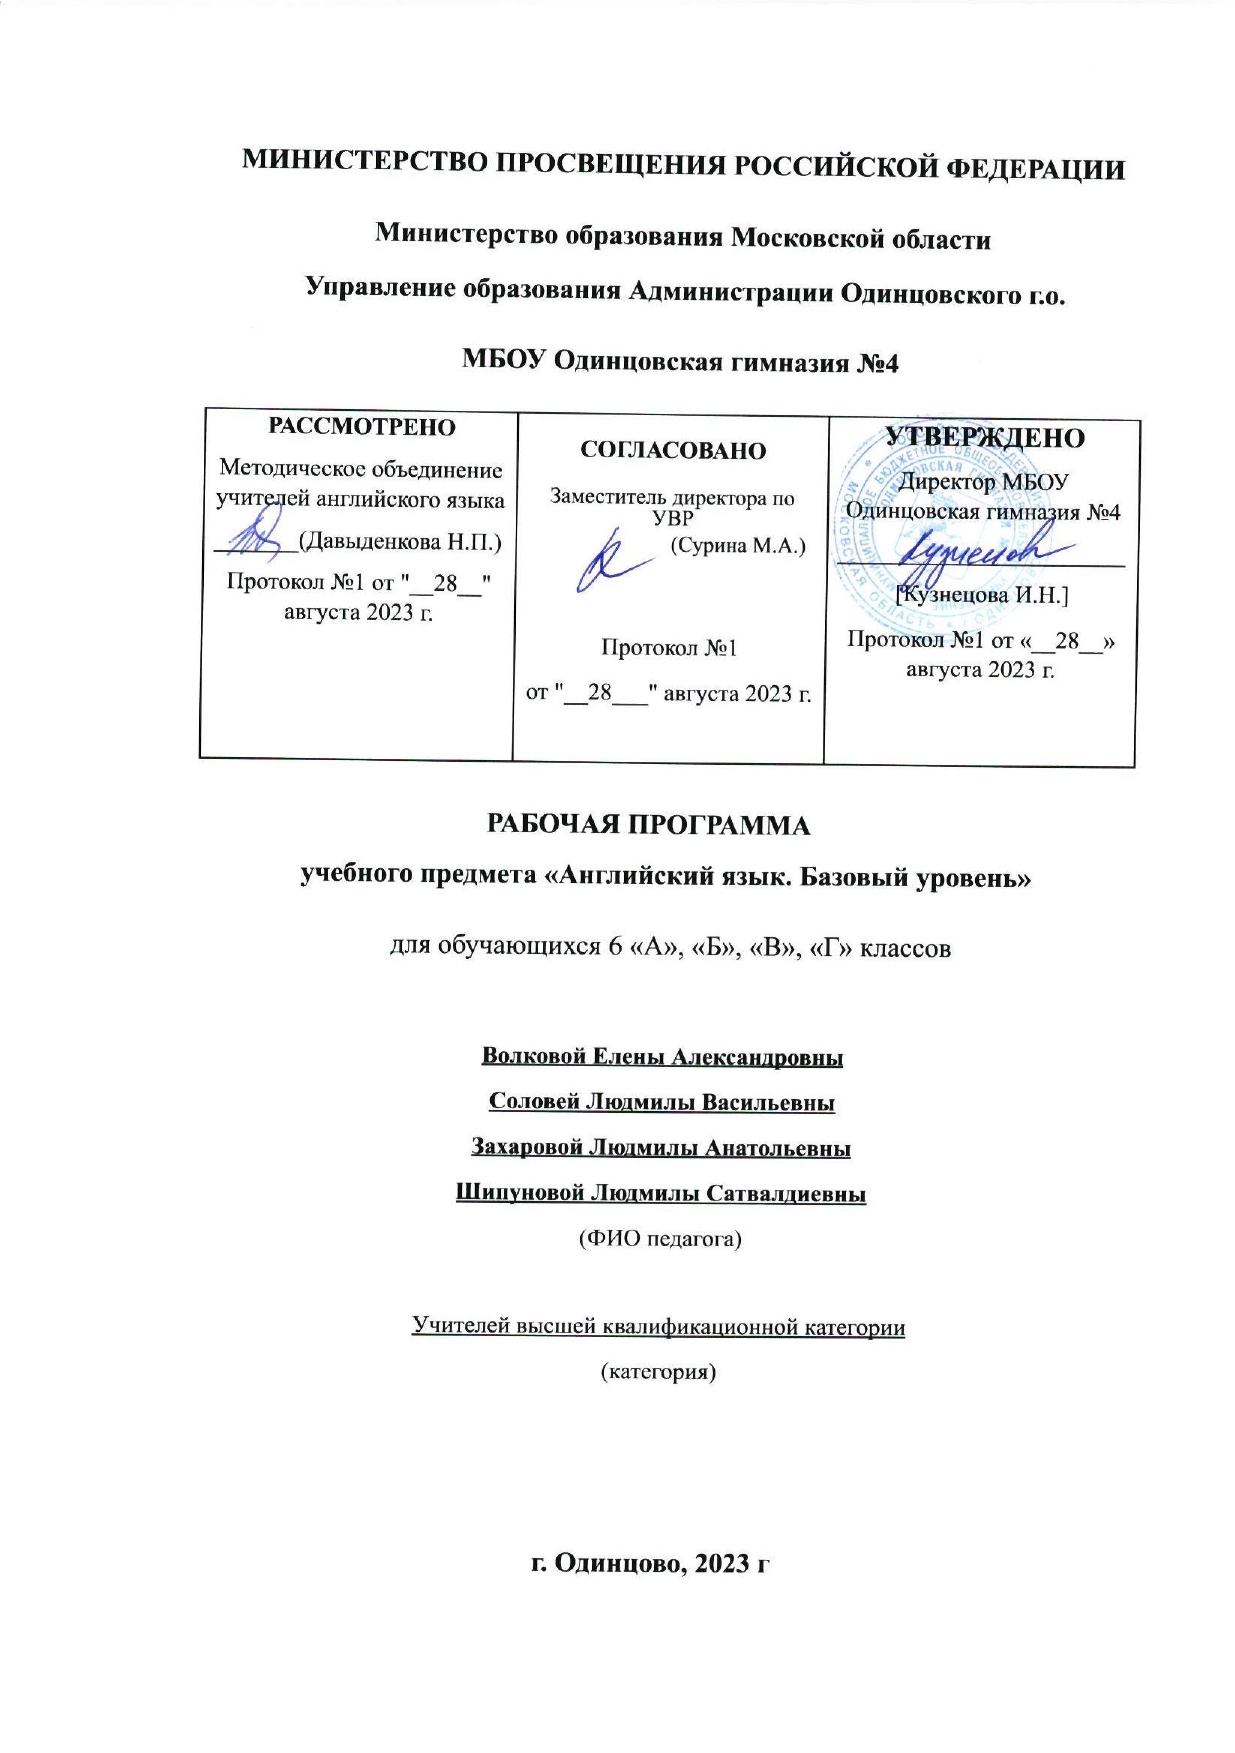 МИНИСТЕРСТВО ПРОСВЕЩЕНИЯ РОССИЙСКОЙ ФЕДЕРАЦИИ
Министерство образования Московской области
Управление образования Администрации Одинцовского г.о.
МБОУ Одинцовская гимназия №4
РАССМОТРЕНО
Методическое объединение
учителей английского языка
_______(Давыденкова Н.П.)
Протокол №1 от "__28__"
августа 2023 г.
СОГЛАСОВАНО
Заместитель директора по
УВР
(Сурина М.А.)
Протокол №1
от "__28___" августа 2023 г.
УТВЕРЖДЕНО
Директор МБОУ
Одинцовская гимназия №4
[Кузнецова И.Н.]
Протокол №1 от «__28__»
августа 2023 г.
РАБОЧАЯ ПРОГРАММА
учебного предмета «Английский язык. Базовый уровень»
для обучающихся 6 «А», «Б», «В», «Г» классов
Волковой Елены Александровны
Соловей Людмилы Васильевны
Захаровой Людмилы Анатольевны
Шипуновой Людмилы Сатвалдиевны
(ФИО педагога)
Учителей высшей квалификационной категории
(категория)
г. Одинцово, 2023 г